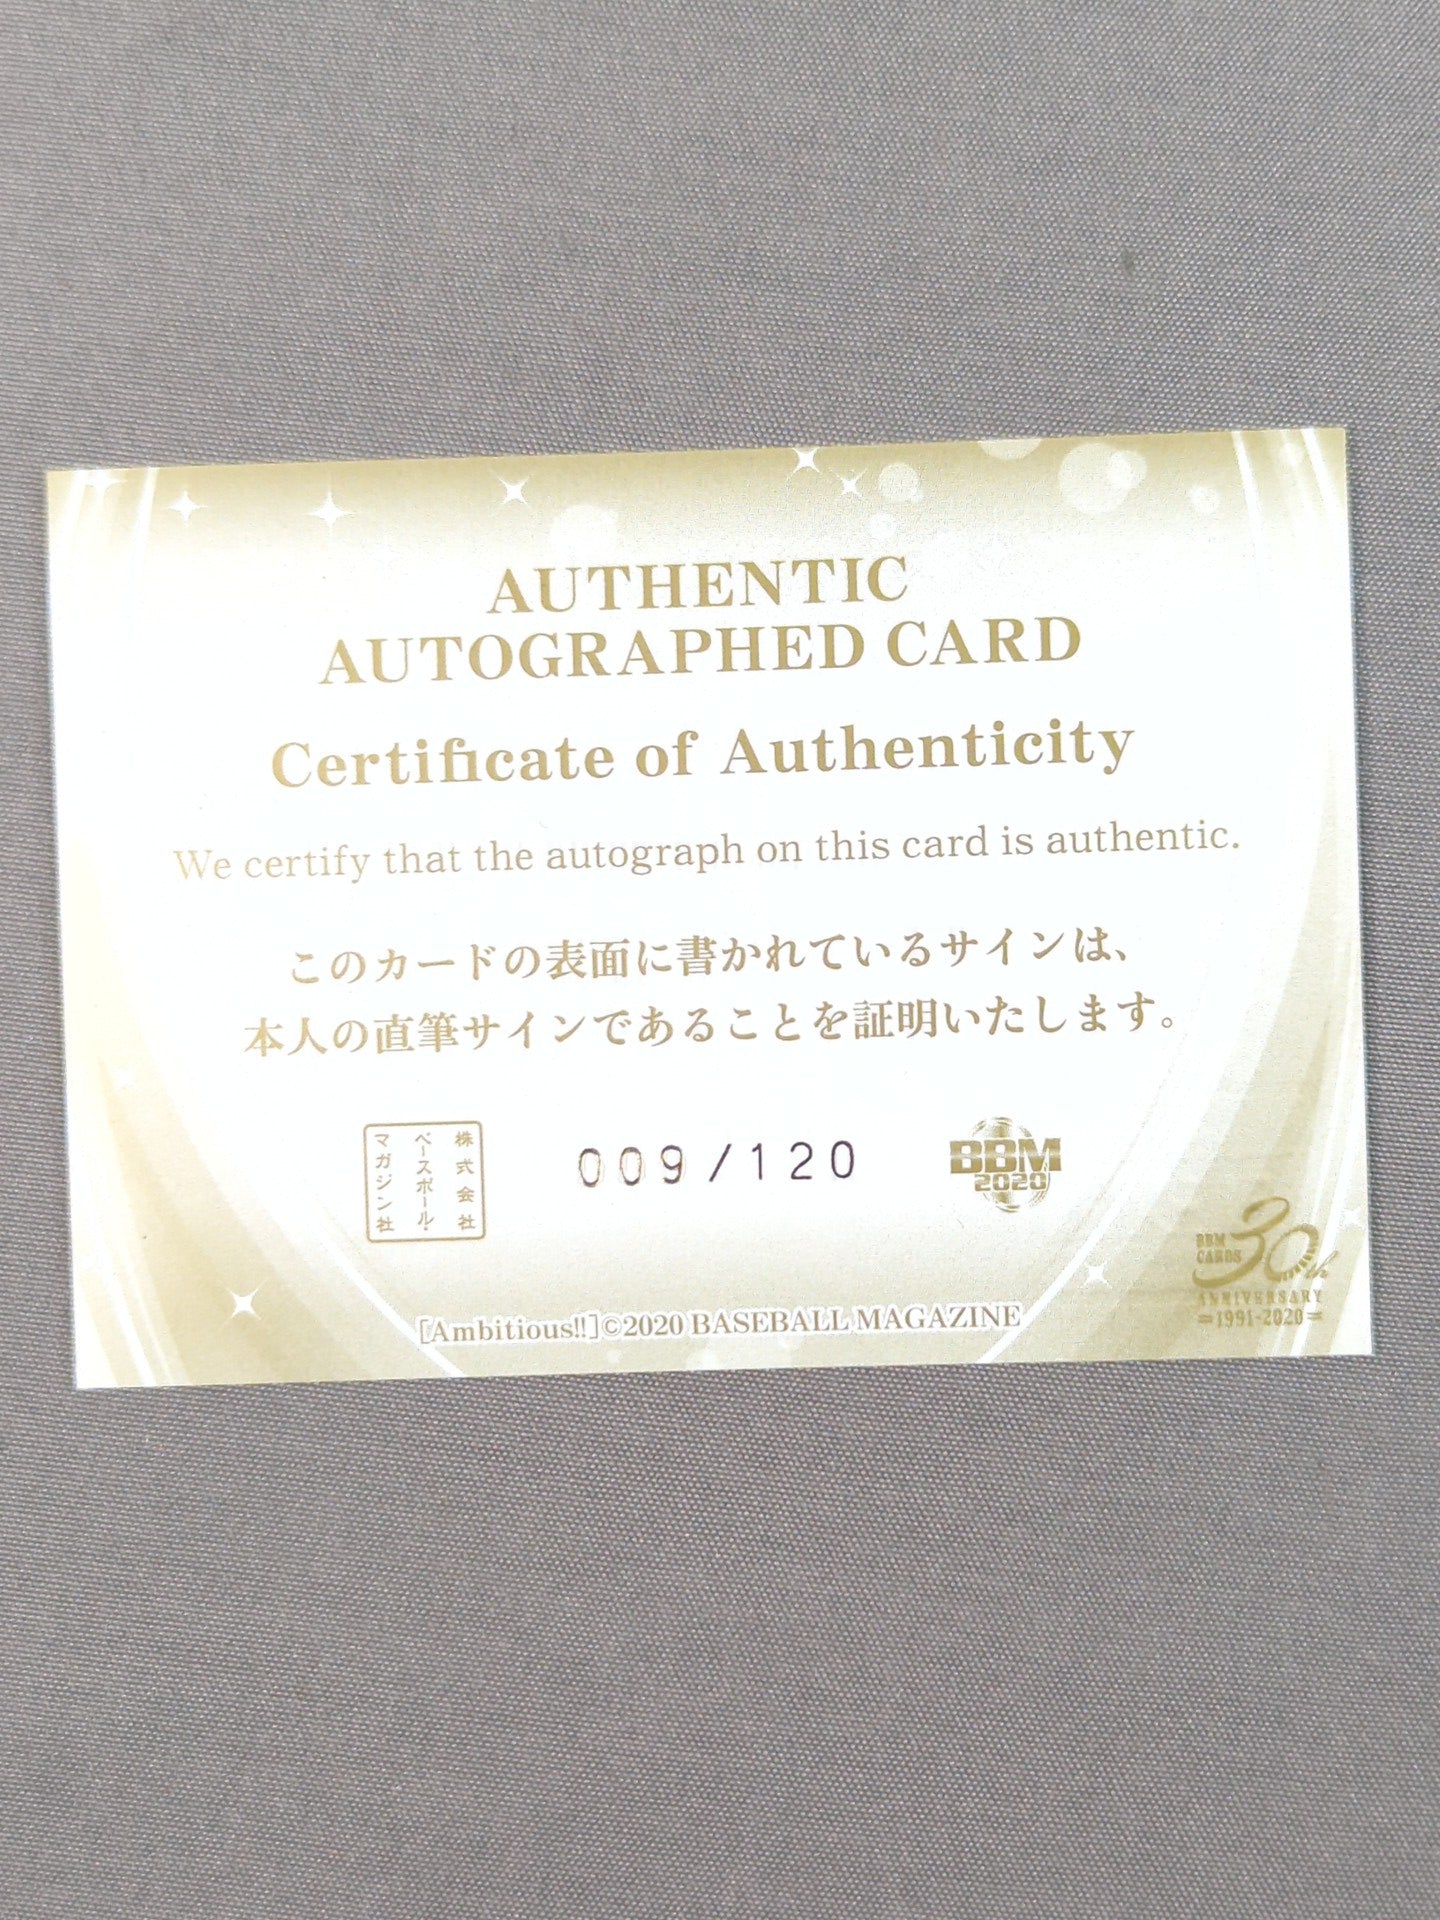 AUTHENTIC
AUTOGRAPHED CARD
Certificate of Authenticity
We certify that the autograph on this card is authentic.
このカードの表面に書かれているサインは、
本人の直筆サインであることを証明いたします。
株式会社
ベースボール・
マガジン社
009/120
BBM
2020
BBM
CARDS
30th
ANNIVERSARY
=1991-2020=
[Ambitious!!]©2020 BASEBALL MAGAZINE